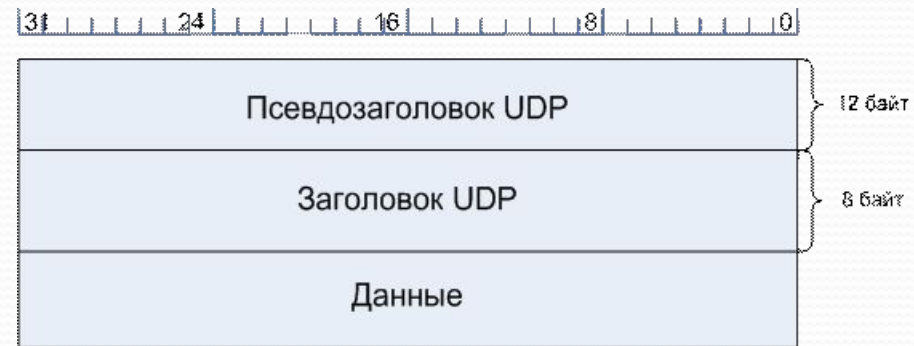 31 24 16 8 0
Псевдозаголовок UDP
12 байт
Заголовок UDP
8 байт
Данные